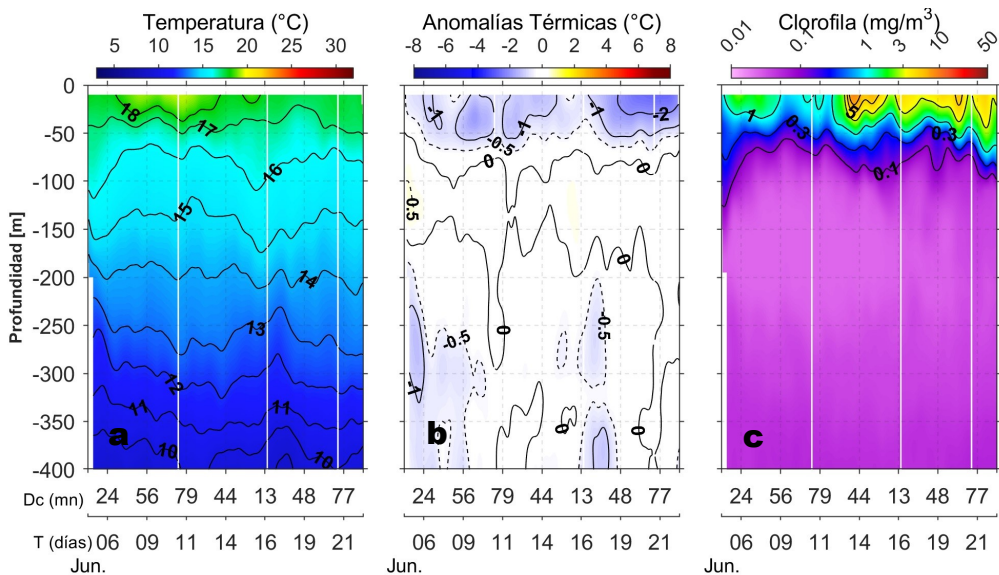 Temperatura (°C)
5 10 15 20 25 30
Anomalías Térmicas (°C)
-8 -6 -4 -2 0 2 4 6 8
Clorofila (mg/m³)
0.01 0.1 1 3 10 50
Profundidad [m]
0
-50
-100
-150
-200
-250
-300
-350
-400
18
17
16
15
14
13
12
11
11
10
10
a
-1
-1
-1
-2
-0.5
0
0
-0.5
0
0
-0.5
-0.5
-1
0
0
b
1
0.3
5
0.3
0.1
c
Dc (mn) 24 56 79 44 13 48 77
24 56 79 44 13 48 77
24 56 79 44 13 48 77
T (días) 06 09 11 14 16 19 21
06 09 11 14 16 19 21
06 09 11 14 16 19 21
Jun.
Jun.
Jun.